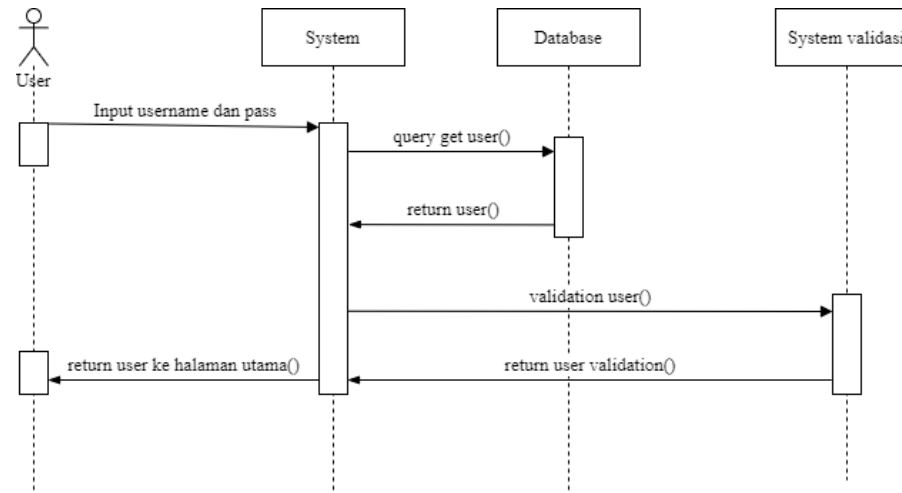 System
Database
System validasi
User
Input username dan pass
query get user()
return user()
validation user()
return user ke halaman utama()
return user validation()